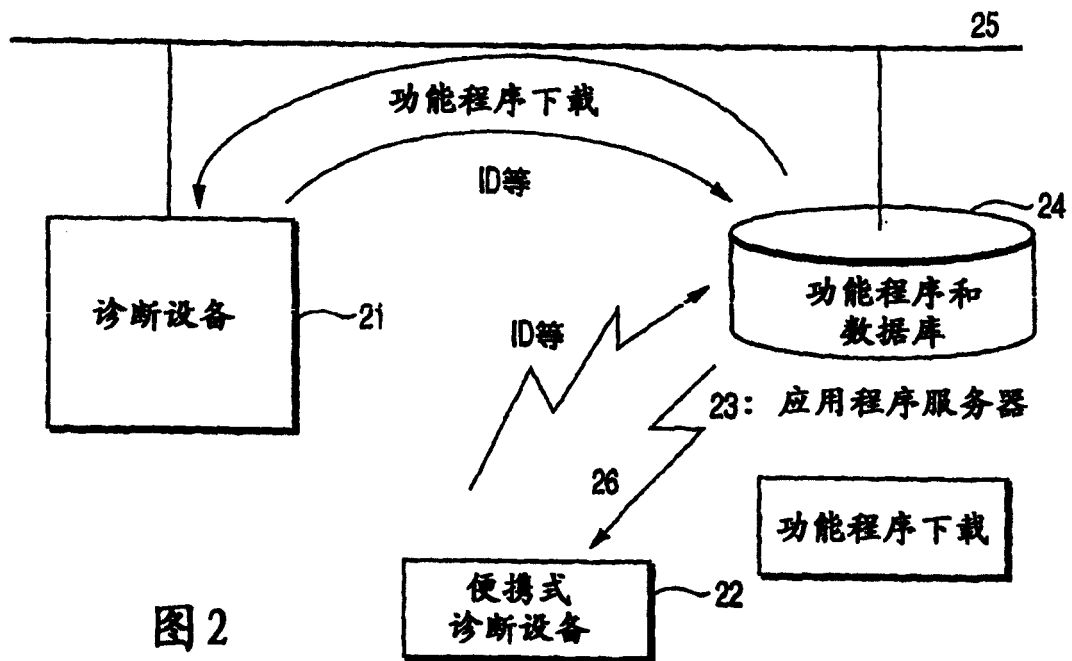 25
功能程序下载
ID等
24
诊断设备
21
功能程序和
数据库
ID等
23：应用程序服务器
26
功能程序下载
便携式
诊断设备
22
图2